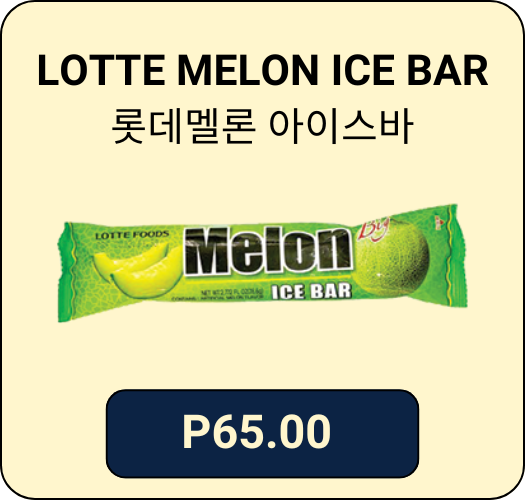 LOTTE MELON ICE BAR
롯데멜론 아이스바
LOTTE FOODS
Melon
Big
ICE BAR
P65.00